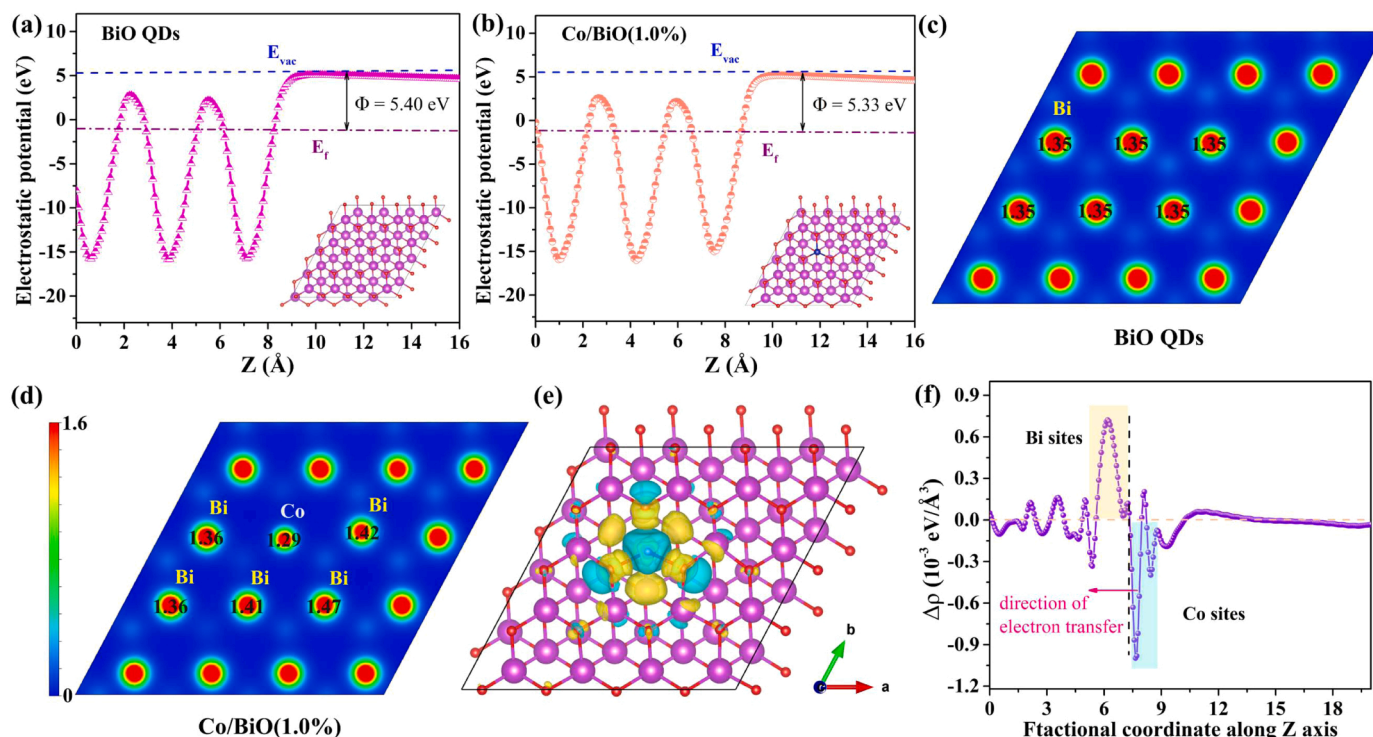 (a)
BiO QDs
E_vac
Φ = 5.40 eV
E_f
Electrostatic potential (eV)
10
5
0
-5
-10
-15
-20
0 2 4 6 8 10 12 14 16
Z (Å)
(b)
Co/BiO(1.0%)
E_vac
Φ = 5.33 eV
E_f
Electrostatic potential (eV)
10
5
0
-5
-10
-15
-20
0 2 4 6 8 10 12 14 16
Z (Å)
(c)
Bi
1.35 1.35 1.35
1.35 1.35 1.35
BiO QDs
(d)
1.6
0
Bi Co Bi
1.36 1.29 1.42
Bi Bi Bi
1.36 1.41 1.47
Co/BiO(1.0%)
(e)
b
a
(f)
Δρ (10⁻³ eV/Å³)
0.9
0.6
0.3
0.0
-0.3
-0.6
-0.9
-1.2
Bi sites
direction of
electron transfer
Co sites
0 3 6 9 12 15 18
Ftactional coordinate along Z axis